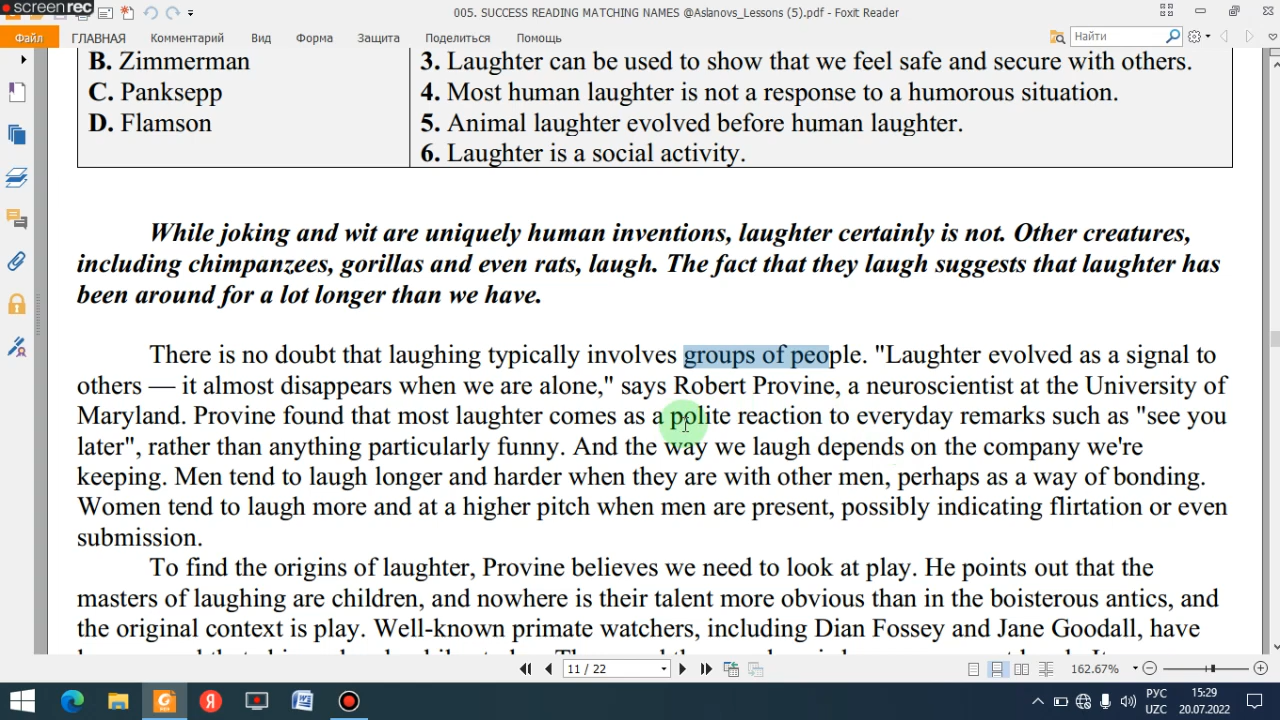 screenrec
005. SUCCESS READING MATCHING NAMES @Aslanovs_Lessons (5).pdf - Foxit Reader
Файл ГЛАВНАЯ Комментарий Вид Форма Защита Поделиться Помощь Найти
B. Zimmerman 3. Laughter can be used to show that we feel safe and secure with others.
C. Panksepp 4. Most human laughter is not a response to a humorous situation.
D. Flamson 5. Animal laughter evolved before human laughter.
6. Laughter is a social activity.
While joking and wit are uniquely human inventions, laughter certainly is not. Other creatures,
including chimpanzees, gorillas and even rats, laugh. The fact that they laugh suggests that laughter has
been around for a lot longer than we have.
There is no doubt that laughing typically involves groups of people. "Laughter evolved as a signal to
others — it almost disappears when we are alone," says Robert Provine, a neuroscientist at the University of
Maryland. Provine found that most laughter comes as a polite reaction to everyday remarks such as "see you
later", rather than anything particularly funny. And the way we laugh depends on the company we're
keeping. Men tend to laugh longer and harder when they are with other men, perhaps as a way of bonding.
Women tend to laugh more and at a higher pitch when men are present, possibly indicating flirtation or even
submission.
To find the origins of laughter, Provine believes we need to look at play. He points out that the
masters of laughing are children, and nowhere is their talent more obvious than in the boisterous antics, and
the original context is play. Well-known primate watchers, including Dian Fossey and Jane Goodall, have
11 / 22 162.67%
РУС 15:29
UZC 20.07.2022